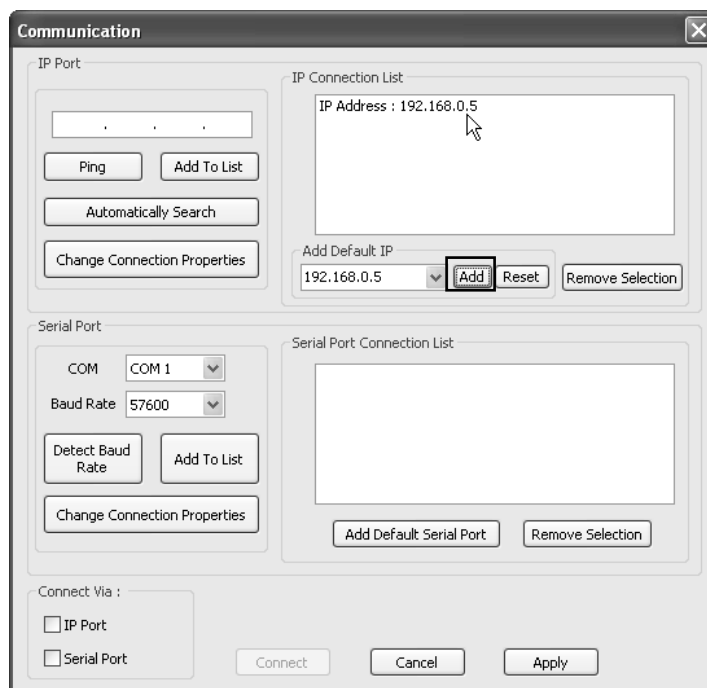 Communication
IP Port
. . .
Ping
Add To List
Automatically Search
Change Connection Properties
IP Connection List
IP Address : 192.168.0.5
Add Default IP
192.168.0.5
Add
Reset
Remove Selection
Serial Port
COM
COM 1
Baud Rate
57600
Detect Baud
Rate
Add To List
Change Connection Properties
Serial Port Connection List
Add Default Serial Port
Remove Selection
Connect Via :
IP Port
Serial Port
Connect
Cancel
Apply